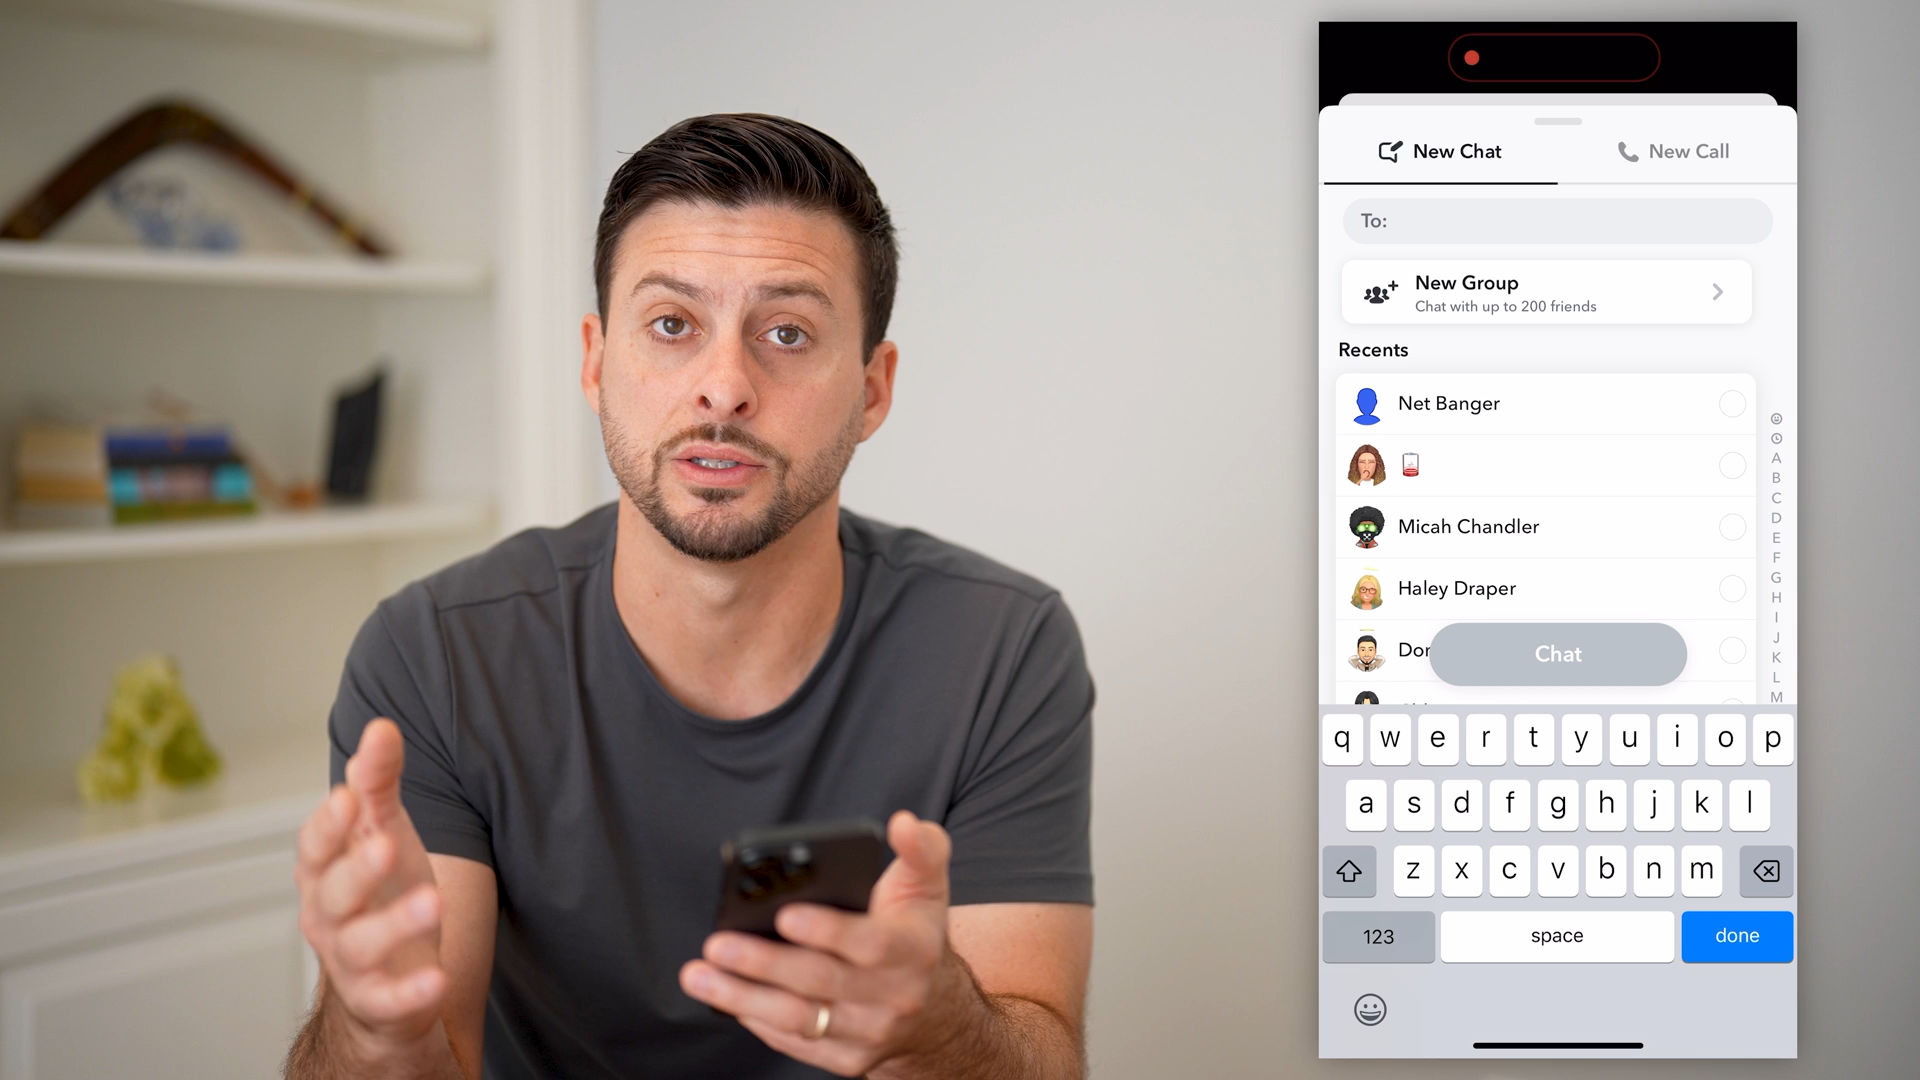 New Chat
New Call
To:
New Group
Chat with up to 200 friends
Recents
Net Banger
Micah Chandler
Haley Draper
Dor
Chat
A
B
C
D
E
F
G
H
I
J
K
L
M
q w e r t y u i o p
a s d f g h j k l
z x c v b n m
123 space done